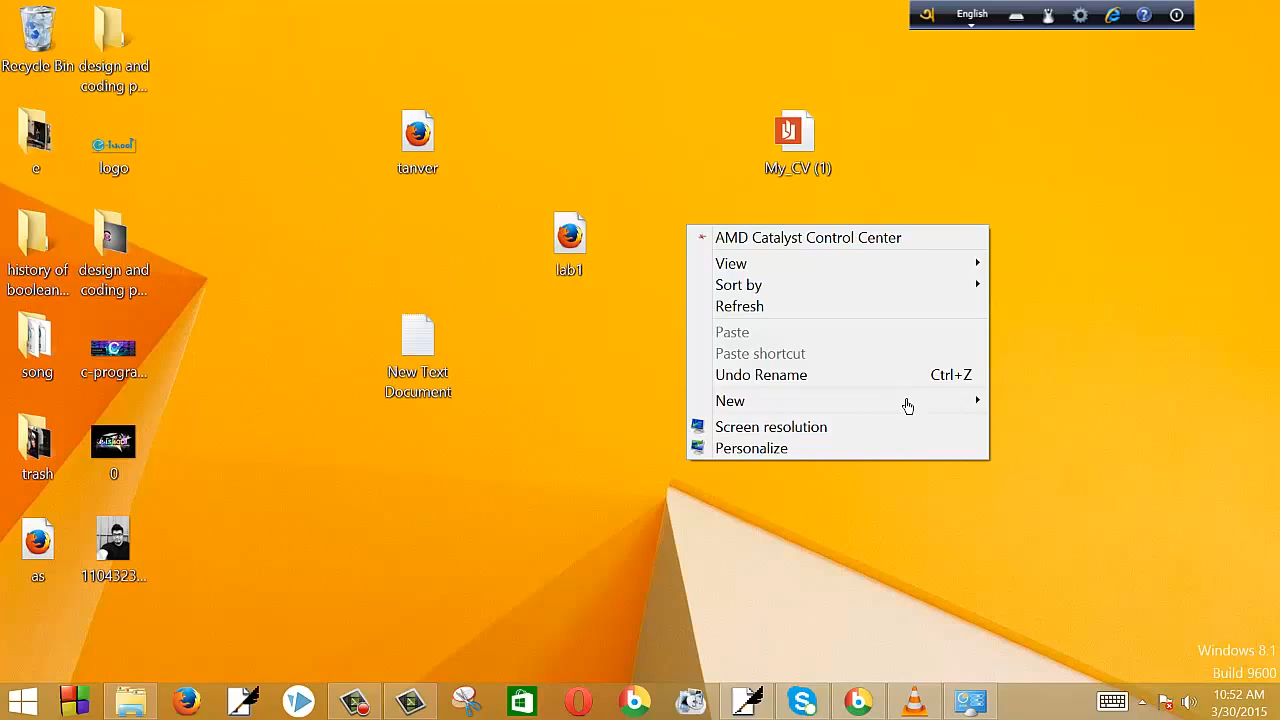 English
Recycle Bin
design and
coding p...
e
logo
tanver
My_CV (1)
history of
boolean...
design and
coding p...
lab1
song
c-progra...
New Text
Document
trash
0
as
1104323...
AMD Catalyst Control Center
View
Sort by
Refresh
Paste
Paste shortcut
Undo Rename Ctrl+Z
New
Screen resolution
Personalize
Windows 8.1
Build 9600
10:52 AM
3/30/2015